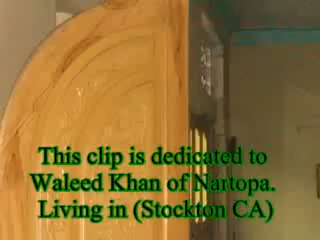 This clip is dedicated to
Waleed Khan of Nartopa.
Living in (Stockton CA)